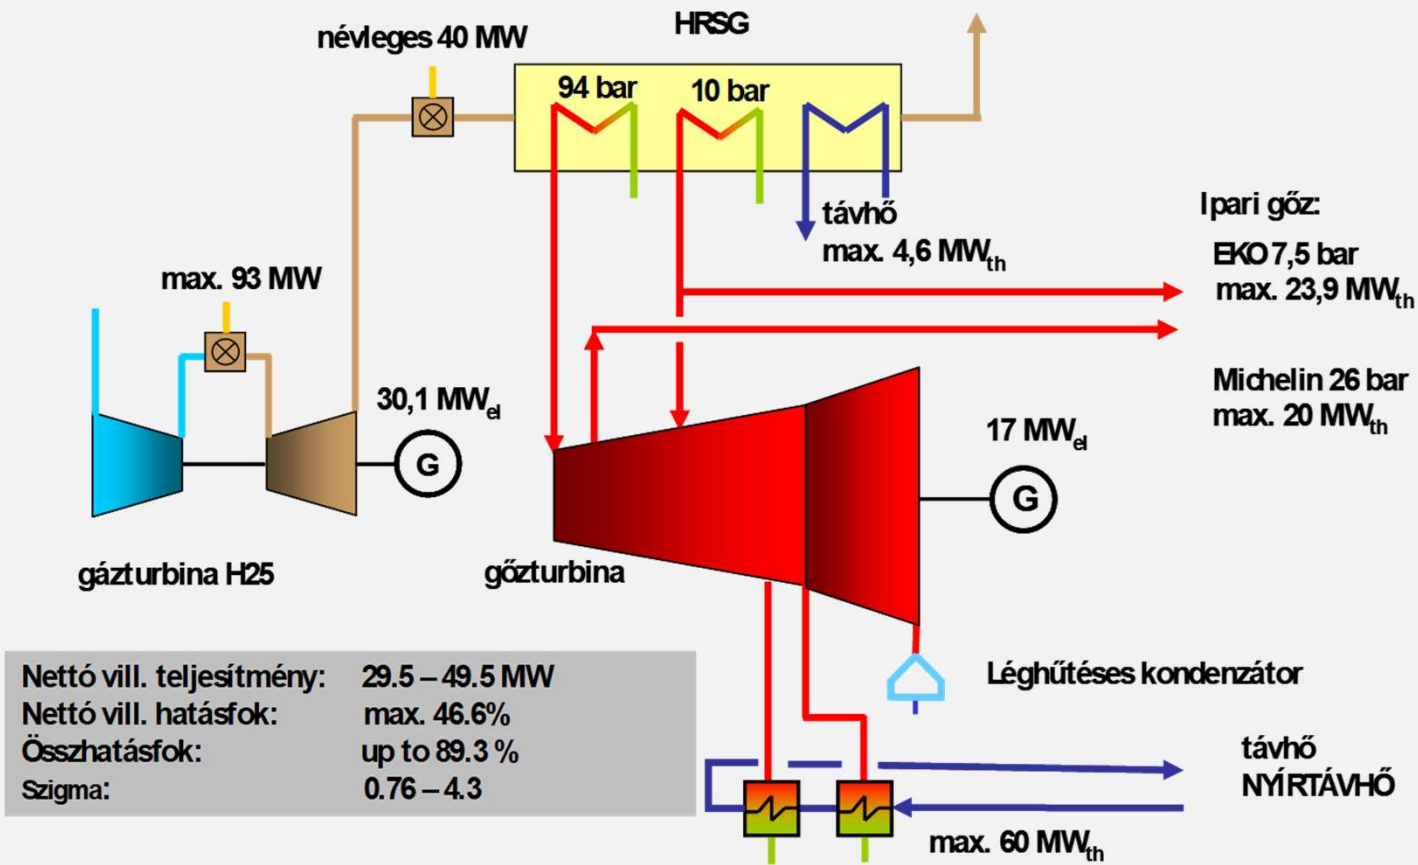 HRSG
névleges 40 MW
94 bar
10 bar
távhő
max. 4,6 MWth
Ipari gőz:
EKO 7,5 bar
max. 23,9 MWth
max. 93 MW
Michelin 26 bar
max. 20 MWth
30,1 MWel
G
17 MWel
G
gázturbina H25
gőzturbina
Nettó vill. teljesítmény: 29.5 – 49.5 MW
Nettó vill. hatásfok: max. 46.6%
Összhatásfok: up to 89.3 %
Szigma: 0.76 – 4.3
Léghűtéses kondenzátor
távhő
NYÍRTÁVHŐ
max. 60 MWth